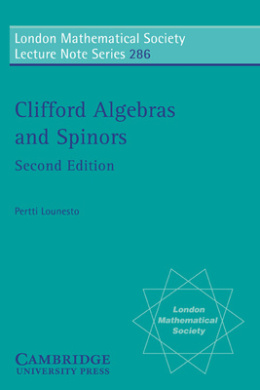 London Mathematical Society
Lecture Note Series 286
Clifford Algebras
and Spinors
Second Edition
Pertti Lounesto
London
Mathematical
Society
CAMBRIDGE
UNIVERSITY PRESS